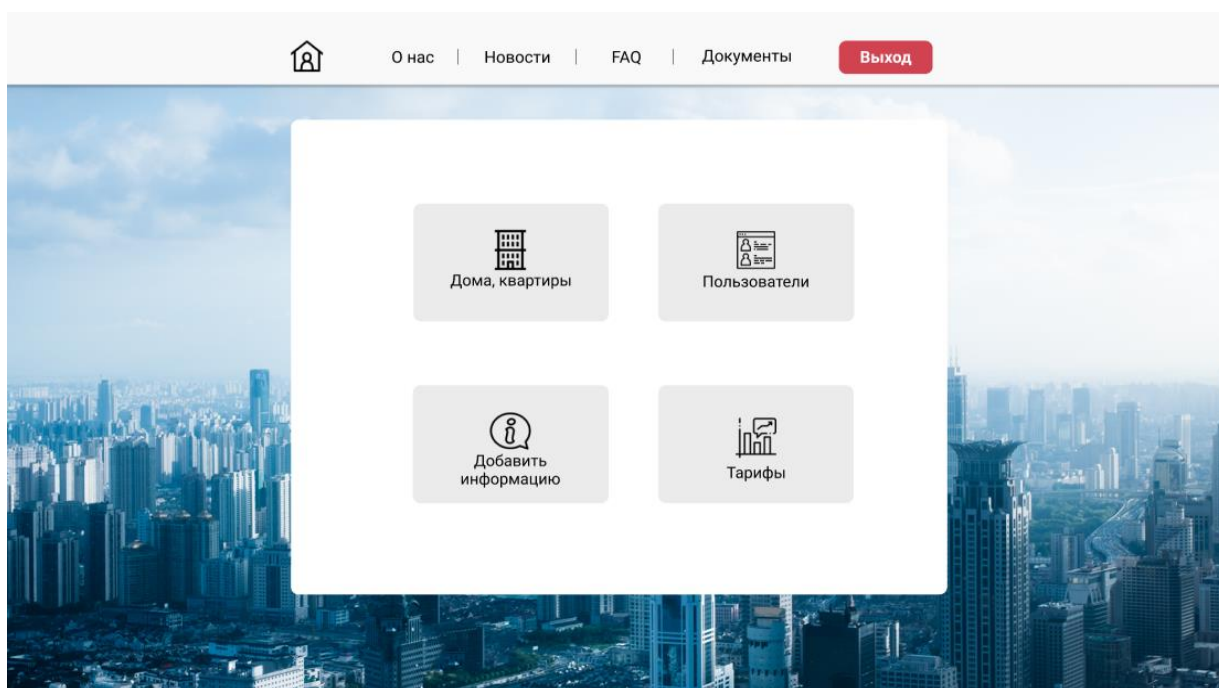 О нас | Новости | FAQ | Документы Выход
Дома, квартиры
Пользователи
Добавить
информацию
Тарифы